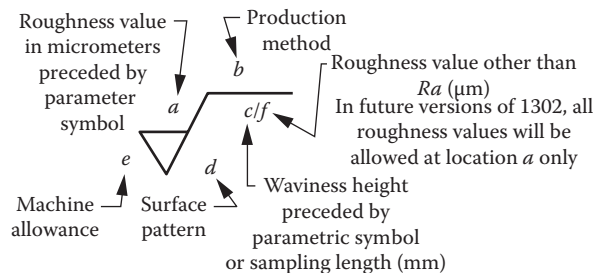 Roughness value
in micrometers
preceded by
parameter
symbol
Production
method
b
a
Roughness value other than
Ra (μm)
In future versions of 1302, all
roughness values will be
allowed at location a only
c/f
e
d
Machine
allowance
Surface
pattern
Waviness height
preceded by
parametric symbol
or sampling length (mm)